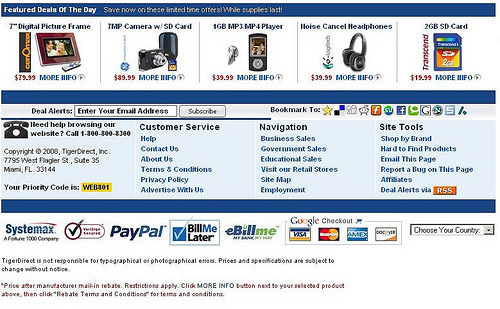 Featured Deals Of The Day Save now on these limited time offers! While supplies last!
7" Digital Picture Frame
7MP Camera w/ SD Card
1GB MP3/MP4 Player
Noise Cancel Headphones
2GB SD Card
Logitech
Transcend
Transcend
2GB
$79.99 MORE INFO
$89.99 MORE INFO
$39.99 MORE INFO
$39.99 MORE INFO
$19.99 MORE INFO
Deal Alerts: Enter Your Email Address Subscribe
Bookmark To:
Need help browsing our
website? Call 1-800-800-8300
Copyright © 2008, TigerDirect, Inc.
7795 West Flagler St., Suite 35
Miami, FL. 33144
Your Priority Code is: WEB801
Customer Service
Help
Contact Us
About Us
Terms & Conditions
Privacy Policy
Advertise With Us
Navigation
Business Sales
Government Sales
Educational Sales
Visit our Retail Stores
Site Map
Employment
Site Tools
Shop by Brand
Hard to Find Products
Email This Page
Report a Bug on This Page
Affiliates
Deal Alerts via RSS
Systemax
A Fortune 1000 Company
VeriSign
Secured
PayPal
BillMe
Later
eBillme
MY BANK MY WAY
Google Checkout
VISA
MasterCard
AMEX
DISCOVER
Choose Your Country:
TigerDirect is not responsible for typographical or photographical errors. Prices and specifications are subject to
change without notice.
*Price after manufacturer mail-in rebate. Restrictions apply. Click MORE INFO button next to your selected product
above, then click "Rebate Terms and Conditions" for terms and conditions.